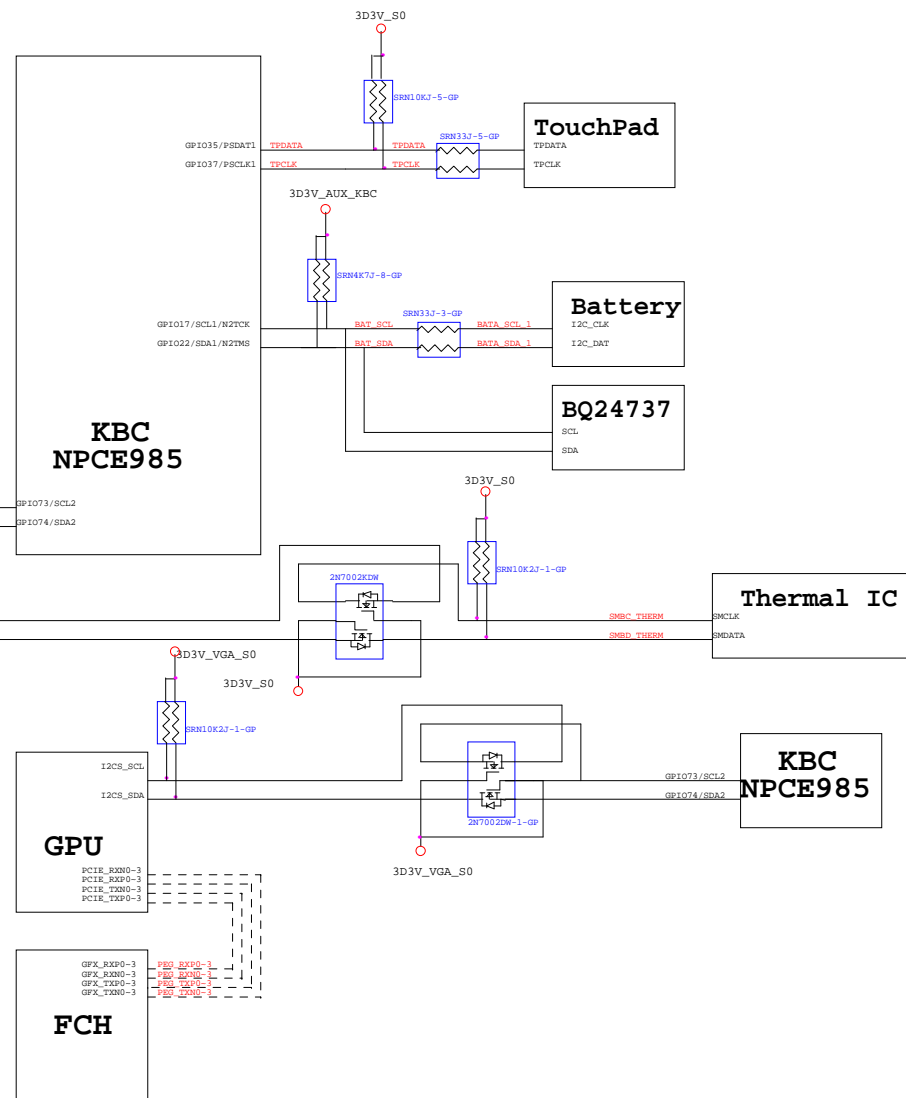 3D3V_S0
SRN10KJ-5-GP
TouchPad
SRN33J-5-GP
GPIO35/PSDAT1 TPDATA TPDATA TPDATA
GPIO37/PSCLK1 TPCLK TPCLK TPCLK
3D3V_AUX_KBC
SRN4K7J-8-GP
Battery
SRN33J-3-GP
GPIO17/SCL1/N2TCK BAT_SCL BATA_SCL_1 I2C_CLK
GPIO22/SDA1/N2TMS BAT_SDA BATA_SDA_1 I2C_DAT
BQ24737
SCL
SDA
KBC
NPCE985
3D3V_S0
GPIO73/SCL2
GPIO74/SDA2
SRN10K2J-1-GP
2N7002KDW
Thermal IC
SMBC_THERM SMCLK
SMBD_THERM SMDATA
3D3V_VGA_S0
3D3V_S0
SRN10K2J-1-GP
I2CS_SCL
I2CS_SDA
GPU
KBC
NPCE985
GPIO73/SCL2
GPIO74/SDA2
2N7002DW-1-GP
3D3V_VGA_S0
PCIE_RXN0-3
PCIE_RXP0-3
PCIE_TXN0-3
PCIE_TXP0-3
GFX_RXP0-3 PEG_RXP0-3
GFX_RXN0-3 PEG_RXN0-3
GFX_TXP0-3 PEG_TXP0-3
GFX_TXN0-3 PEG_TXN0-3
FCH